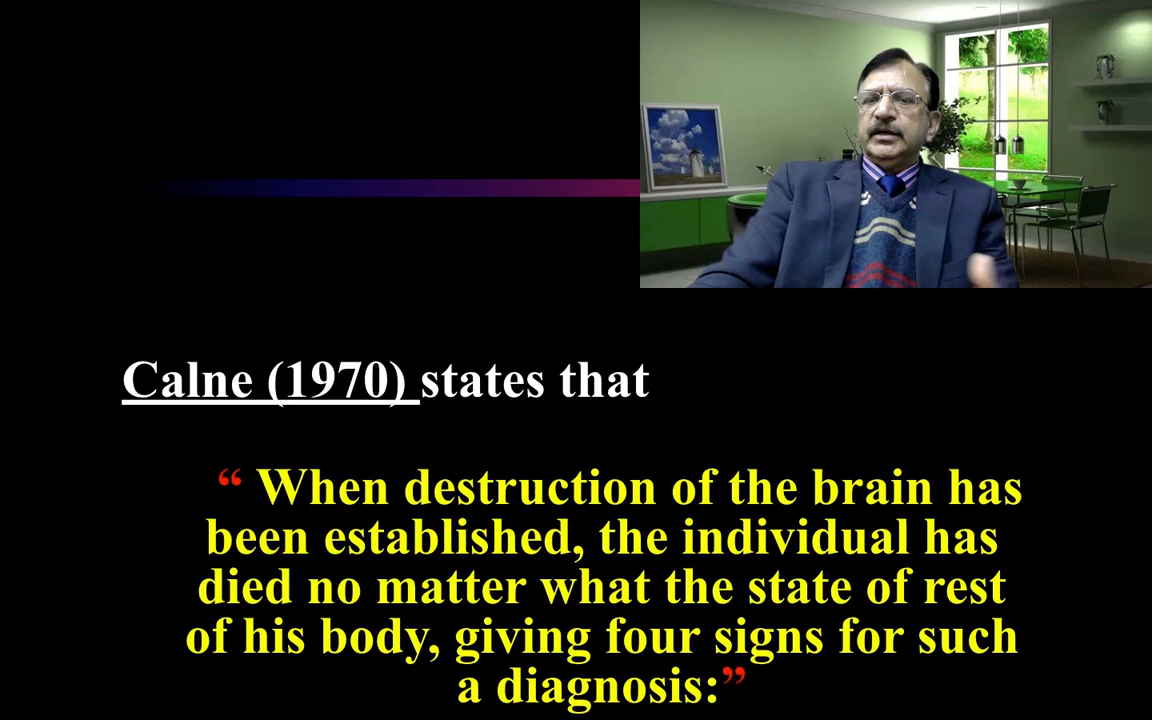 Calne (1970) states that
“ When destruction of the brain has
been established, the individual has
died no matter what the state of rest
of his body, giving four signs for such
a diagnosis:”